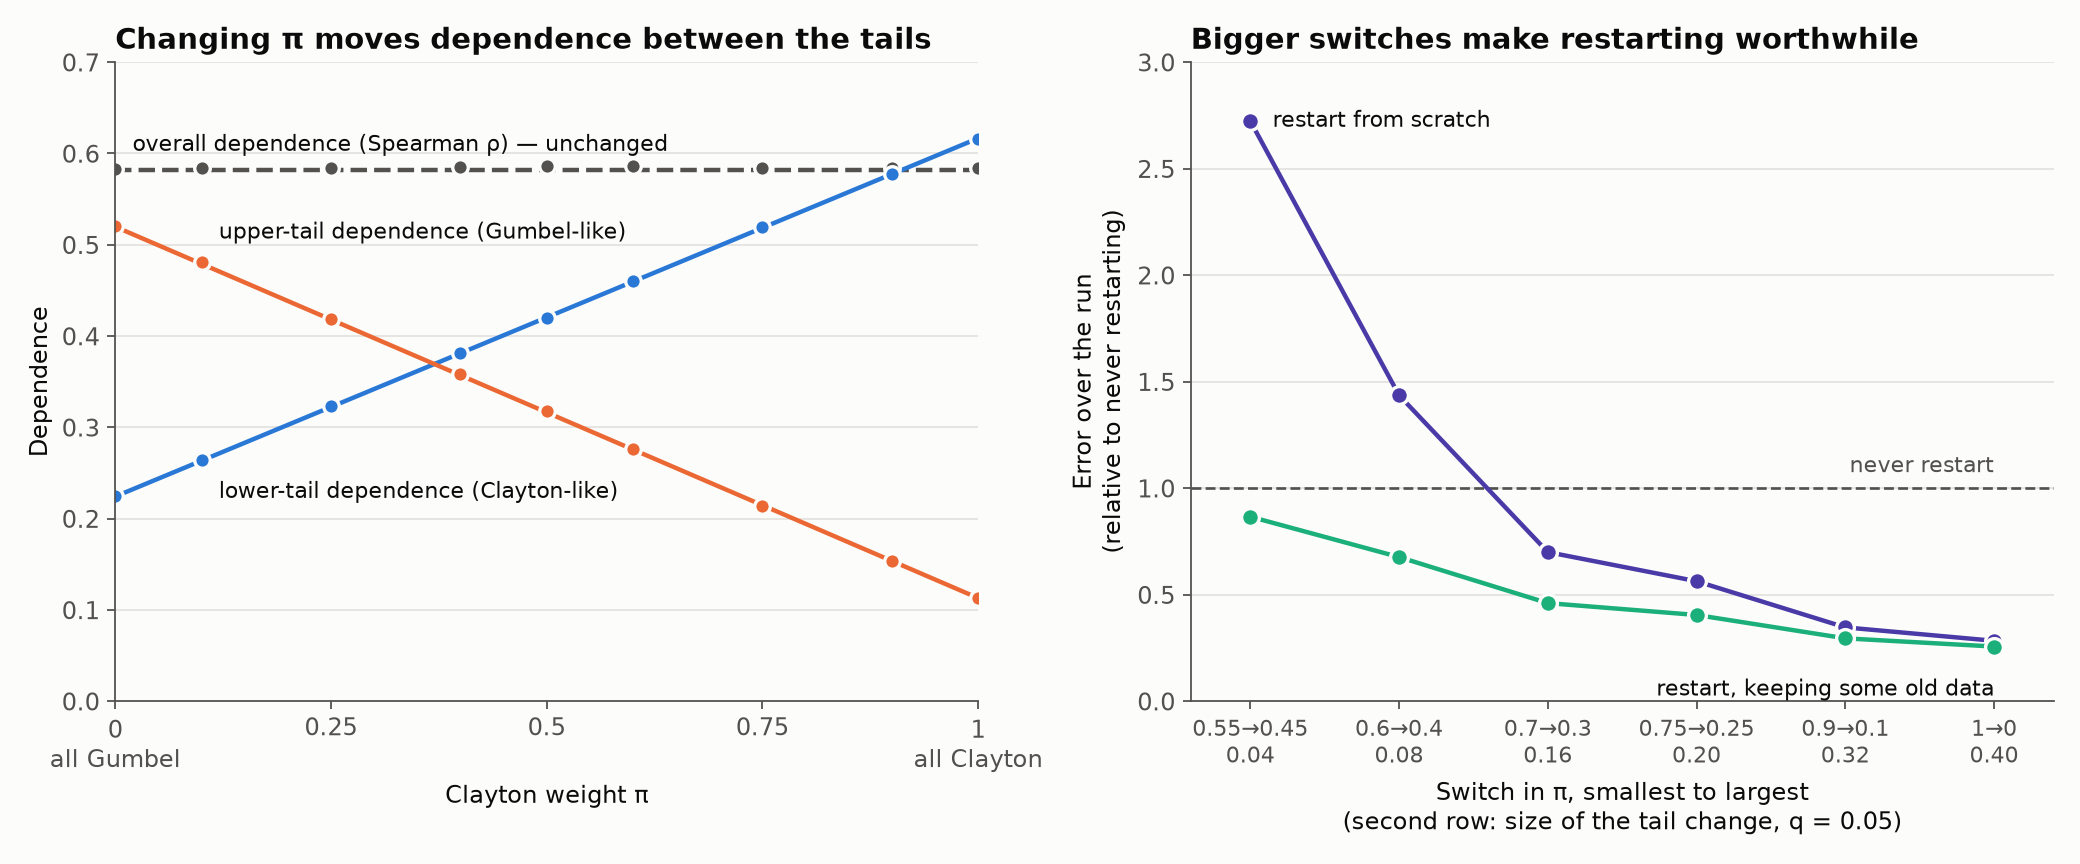 Changing π moves dependence between the tails
Dependence
0.7
0.6
0.5
0.4
0.3
0.2
0.1
0.0
overall dependence (Spearman ρ) — unchanged
upper-tail dependence (Gumbel-like)
lower-tail dependence (Clayton-like)
0 0.25 0.5 0.75 1
all Gumbel all Clayton
Clayton weight π
Bigger switches make restarting worthwhile
Error over the run
(relative to never restarting)
3.0
2.5
2.0
1.5
1.0
0.5
0.0
restart from scratch
never restart
restart, keeping some old data
0.55→0.45 0.6→0.4 0.7→0.3 0.75→0.25 0.9→0.1 1→0
0.04 0.08 0.16 0.20 0.32 0.40
Switch in π, smallest to largest
(second row: size of the tail change, q = 0.05)